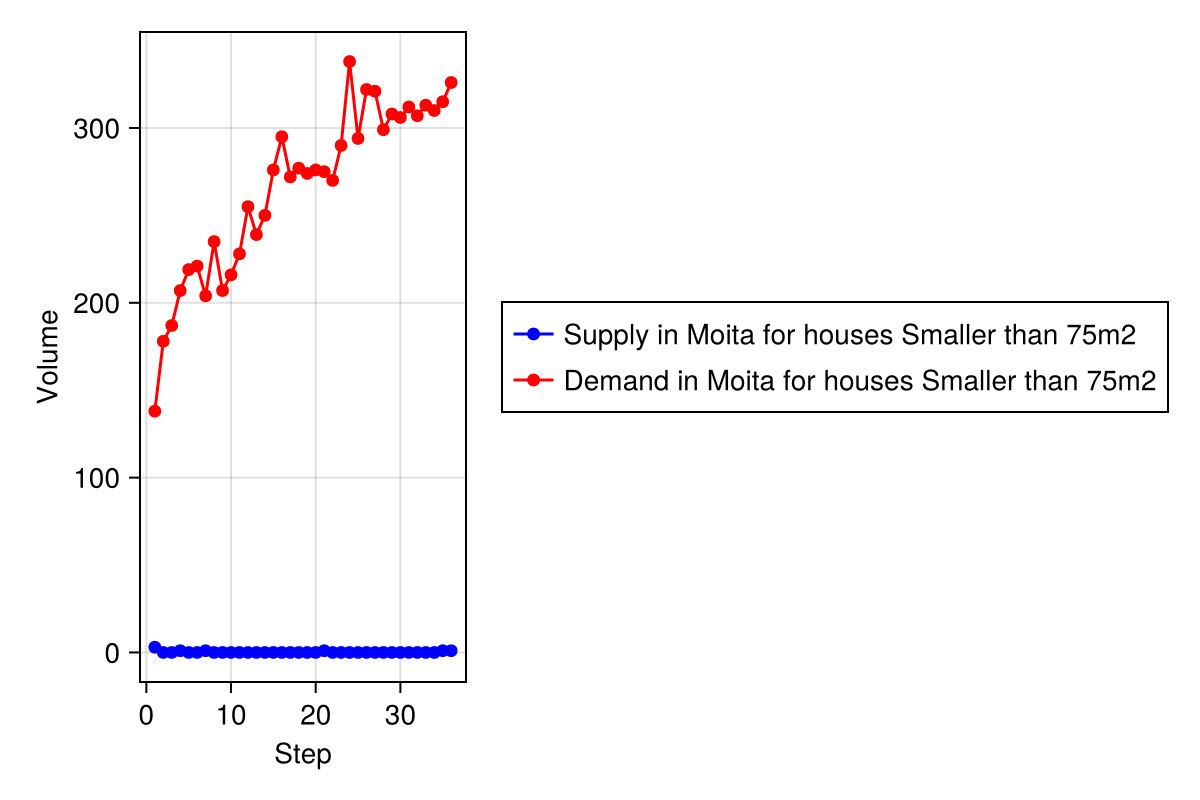 Volume
300
200
100
0
0 10 20 30
Step
Supply in Moita for houses Smaller than 75m2
Demand in Moita for houses Smaller than 75m2